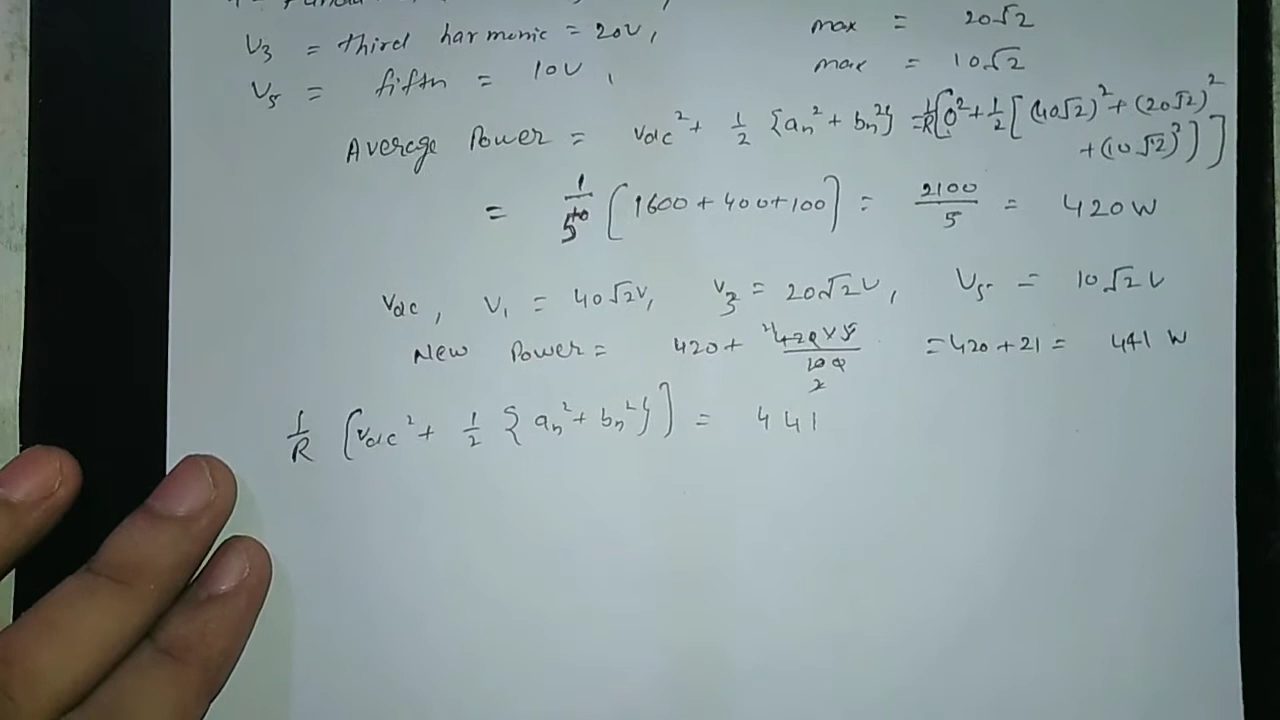 V3 = third harmonic = 20V, max = 20√2
V5 = fifth = 10V, max = 10√2
Average Power = Vdc² + 1/2 {an² + bn²} = 1/R[0² + 1/2[(40√2)² + (20√2)²
+ (10√2)²)]
= 1/5 [1600 + 400 + 100] = 2100/5 = 420W
Vdc, V1 = 40√2V, V3 = 20√2V, V5 = 10√2V
New Power = 420 + 420×5/100 = 420 + 21 = 441 W
1/R [Vdc² + 1/2 {an² + bn²}] = 441